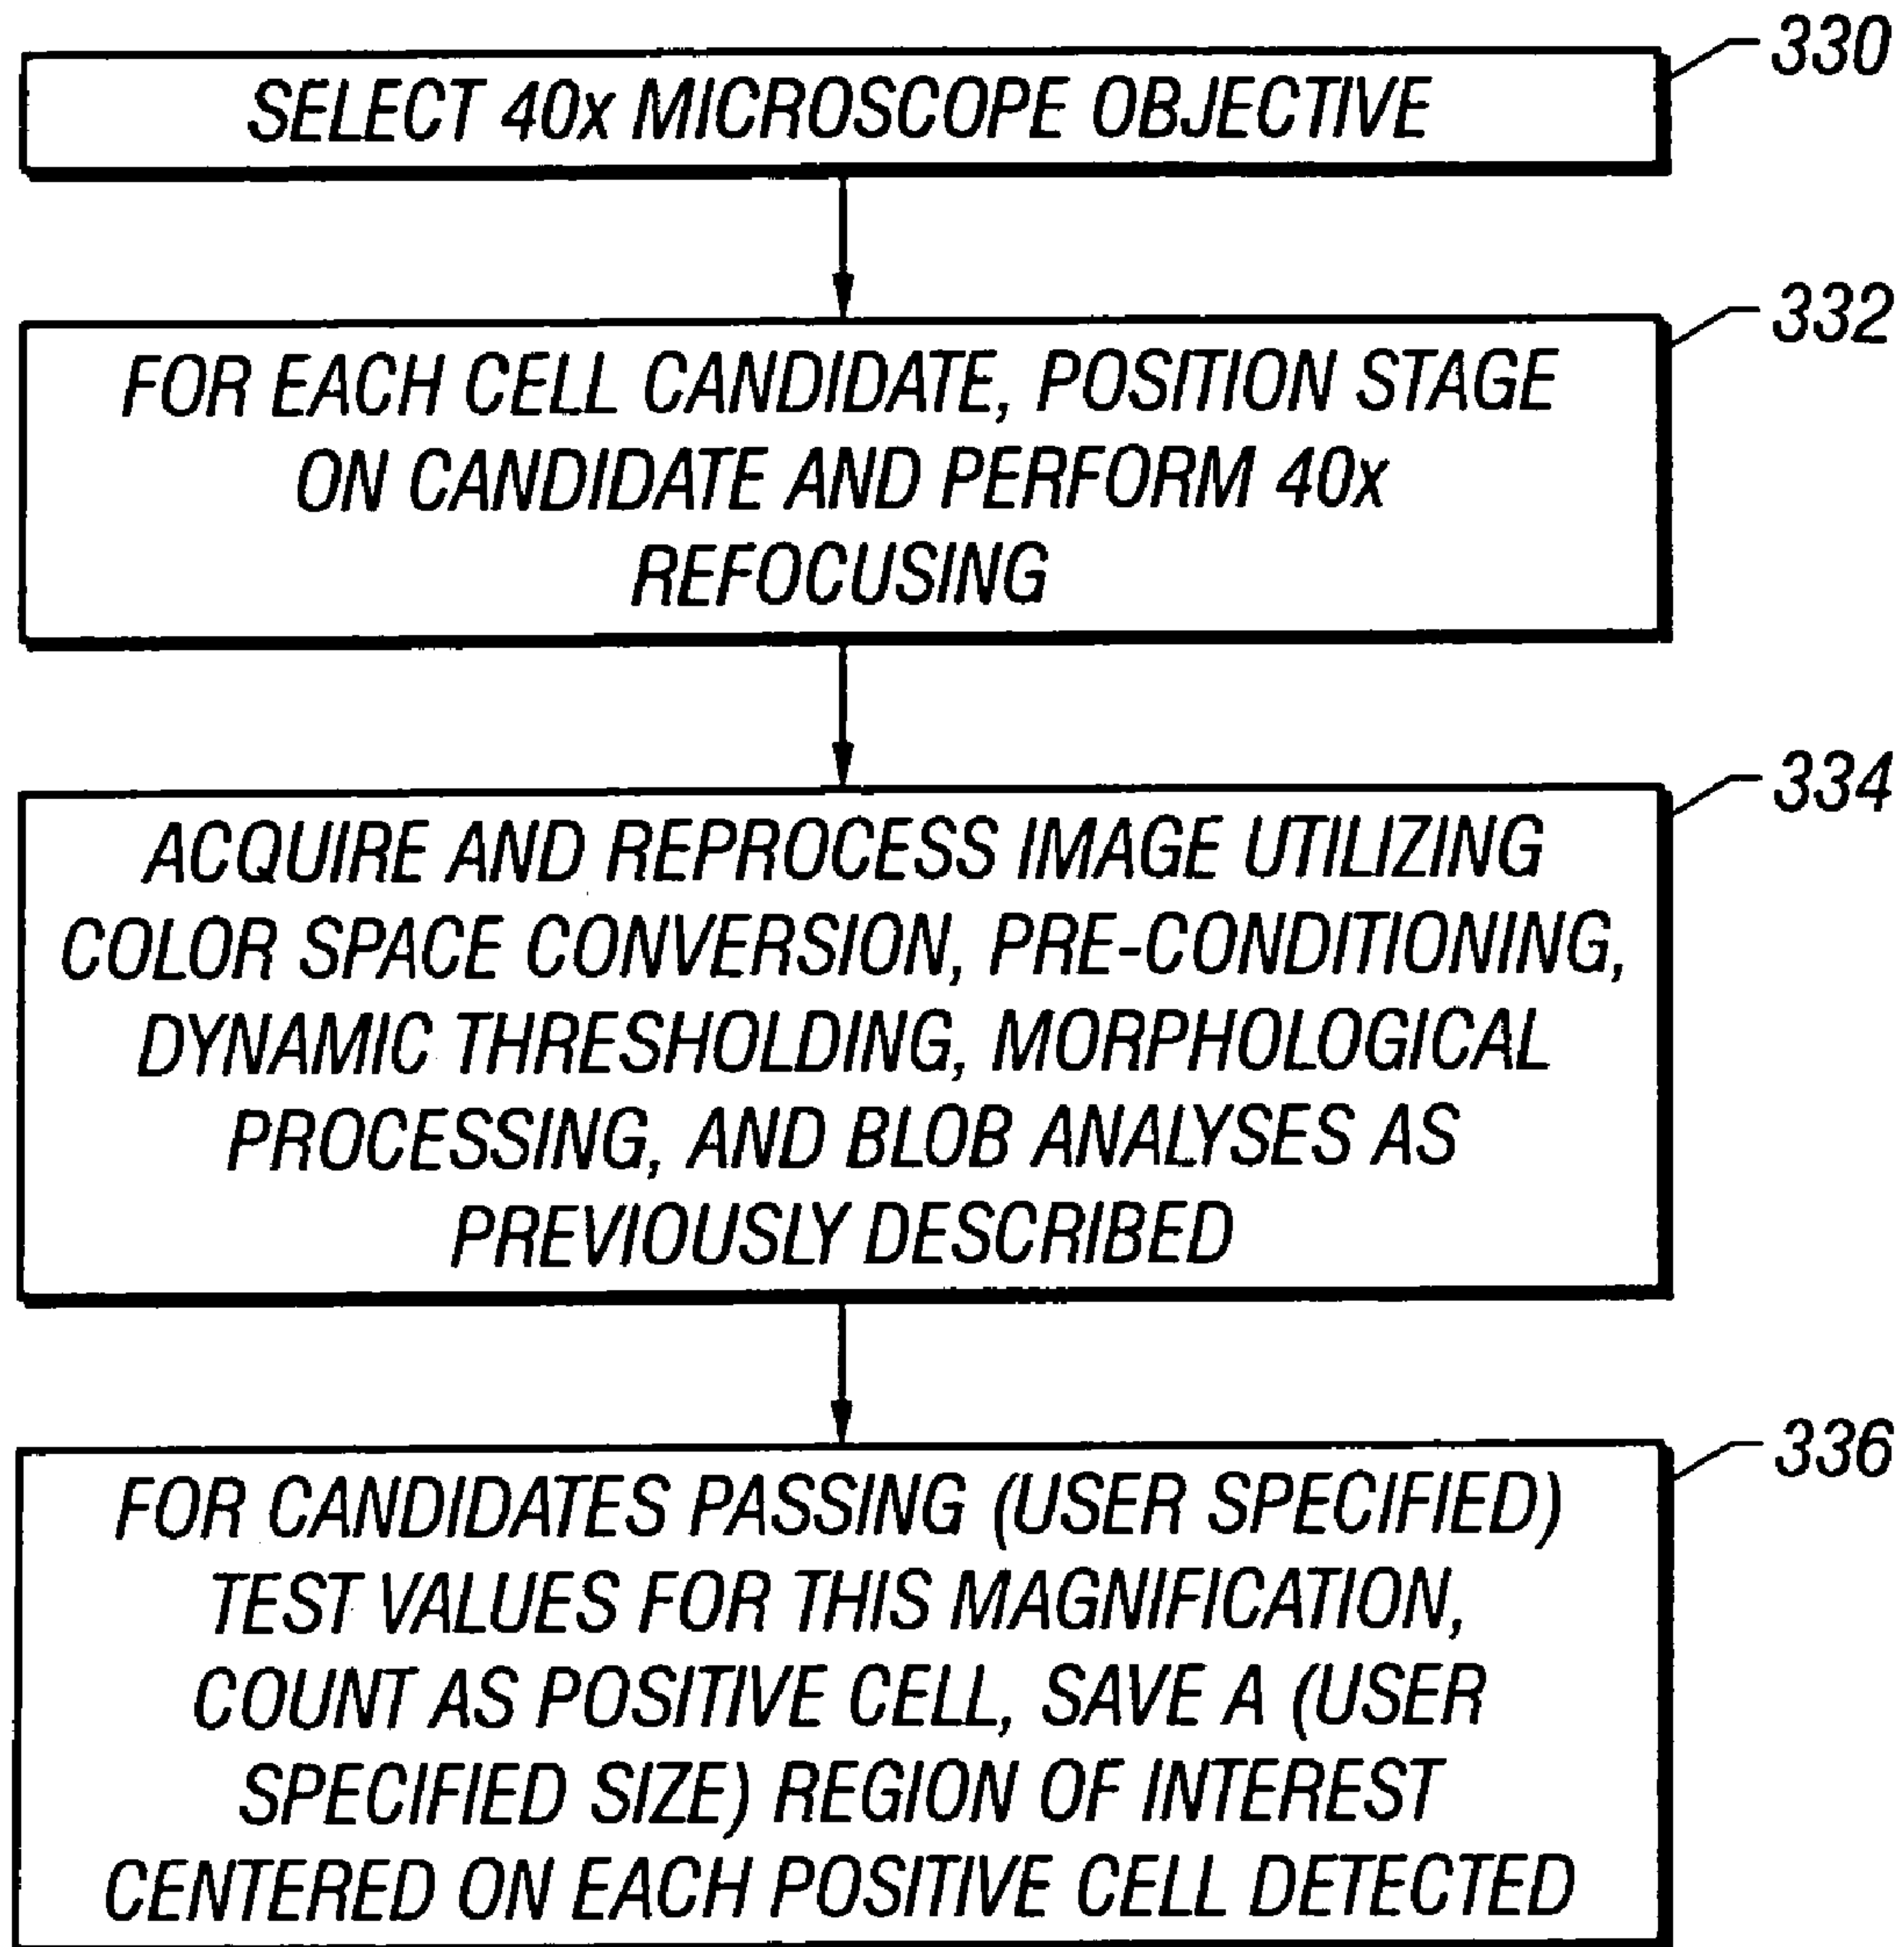 330
SELECT 40x MICROSCOPE OBJECTIVE
332
FOR EACH CELL CANDIDATE, POSITION STAGE
ON CANDIDATE AND PERFORM 40x
REFOCUSING
334
ACQUIRE AND REPROCESS IMAGE UTILIZING
COLOR SPACE CONVERSION, PRE-CONDITIONING,
DYNAMIC THRESHOLDING, MORPHOLOGICAL
PROCESSING, AND BLOB ANALYSES AS
PREVIOUSLY DESCRIBED
336
FOR CANDIDATES PASSING (USER SPECIFIED)
TEST VALUES FOR THIS MAGNIFICATION,
COUNT AS POSITIVE CELL, SAVE A (USER
SPECIFIED SIZE) REGION OF INTEREST
CENTERED ON EACH POSITIVE CELL DETECTED